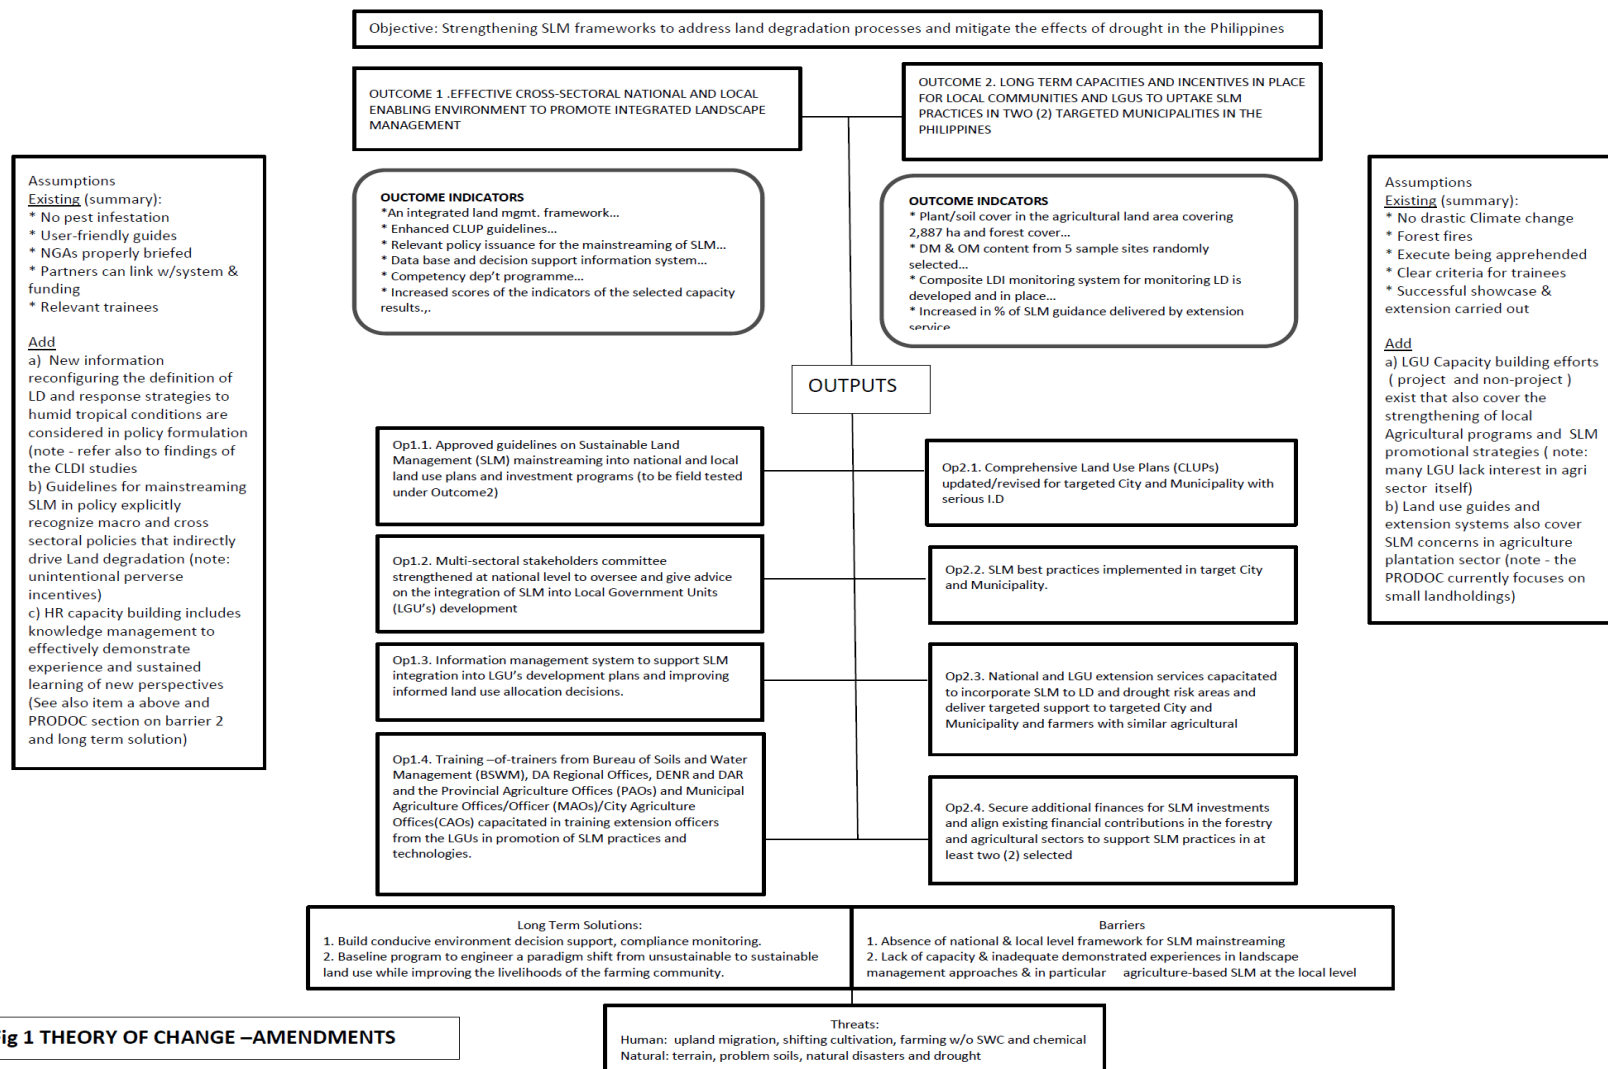 Objective: Strengthening SLM frameworks to address land degradation processes and mitigate the effects of drought in the Philippines
OUTCOME 1 .EFFECTIVE CROSS-SECTORAL NATIONAL AND LOCAL
ENABLING ENVIRONMENT TO PROMOTE INTEGRATED LANDSCAPE
MANAGEMENT
OUTCOME 2. LONG TERM CAPACITIES AND INCENTIVES IN PLACE
FOR LOCAL COMMUNITIES AND LGUS TO UPTAKE SLM
PRACTICES IN TWO (2) TARGETED MUNICIPALITIES IN THE
PHILIPPINES
Assumptions
Existing (summary):
* No pest infestation
* User-friendly guides
* NGAs properly briefed
* Partners can link w/system &
funding
* Relevant trainees
Add
a) New information
reconfiguring the definition of
LD and response strategies to
humid tropical conditions are
considered in policy formulation
(note - refer also to findings of
the CLDI studies
b) Guidelines for mainstreaming
SLM in policy explicitly
recognize macro and cross
sectoral policies that indirectly
drive Land degradation (note:
unintentional perverse
incentives)
c) HR capacity building includes
knowledge management to
effectively demonstrate
experience and sustained
learning of new perspectives
(See also item a above and
PRODOC section on barrier 2
and long term solution)
OUCTOME INDICATORS
*An integrated land mgmt. framework...
* Enhanced CLUP guidelines...
* Relevant policy issuance for the mainstreaming of SLM...
* Data base and decision support information system...
* Competency dep't programme...
* Increased scores of the indicators of the selected capacity
results.,.
OUTCOME INDCATORS
* Plant/soil cover in the agricultural land area covering
2,887 ha and forest cover...
* DM & OM content from 5 sample sites randomly
selected...
* Composite LDI monitoring system for monitoring LD is
developed and in place...
* Increased in % of SLM guidance delivered by extension
service
Assumptions
Existing (summary):
* No drastic Climate change
* Forest fires
* Execute being apprehended
* Clear criteria for trainees
* Successful showcase &
extension carried out
Add
a) LGU Capacity building efforts
( project and non-project )
exist that also cover the
strengthening of local
Agricultural programs and SLM
promotional strategies ( note:
many LGU lack interest in agri
sector itself)
b) Land use guides and
extension systems also cover
SLM concerns in agriculture
plantation sector (note - the
PRODOC currently focuses on
small landholdings)
OUTPUTS
Op1.1. Approved guidelines on Sustainable Land
Management (SLM) mainstreaming into national and local
land use plans and investment programs (to be field tested
under Outcome2)
Op2.1. Comprehensive Land Use Plans (CLUPs)
updated/revised for targeted City and Municipality with
serious I.D
Op1.2. Multi-sectoral stakeholders committee
strengthened at national level to oversee and give advice
on the integration of SLM into Local Government Units
(LGU's) development
Op2.2. SLM best practices implemented in target City
and Municipality.
Op1.3. Information management system to support SLM
integration into LGU's development plans and improving
informed land use allocation decisions.
Op2.3. National and LGU extension services capacitated
to incorporate SLM to LD and drought risk areas and
deliver targeted support to targeted City and
Municipality and farmers with similar agricultural
Op1.4. Training –of-trainers from Bureau of Soils and Water
Management (BSWM), DA Regional Offices, DENR and DAR
and the Provincial Agriculture Offices (PAOs) and Municipal
Agriculture Offices/Officer (MAOs)/City Agriculture
Offices(CAOs) capacitated in training extension officers
from the LGUs in promotion of SLM practices and
technologies.
Op2.4. Secure additional finances for SLM investments
and align existing financial contributions in the forestry
and agricultural sectors to support SLM practices in at
least two (2) selected
Long Term Solutions:
1. Build conducive environment decision support, compliance monitoring.
2. Baseline program to engineer a paradigm shift from unsustainable to sustainable
land use while improving the livelihoods of the farming community.
Barriers
1. Absence of national & local level framework for SLM mainstreaming
2. Lack of capacity & inadequate demonstrated experiences in landscape
management approaches & in particular agriculture-based SLM at the local level
Threats:
Human: upland migration, shifting cultivation, farming w/o SWC and chemical
Natural: terrain, problem soils, natural disasters and drought
ig 1 THEORY OF CHANGE –AMENDMENTS